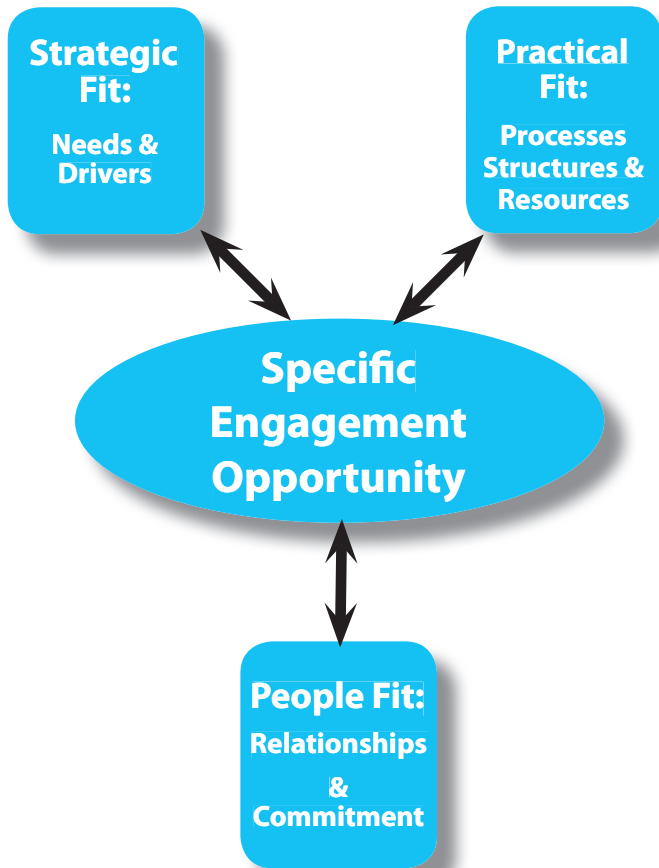 Strategic
Fit:
Needs &
Drivers
Practical
Fit:
Processes
Structures &
Resources
Specific
Engagement
Opportunity
People Fit:
Relationships
&
Commitment